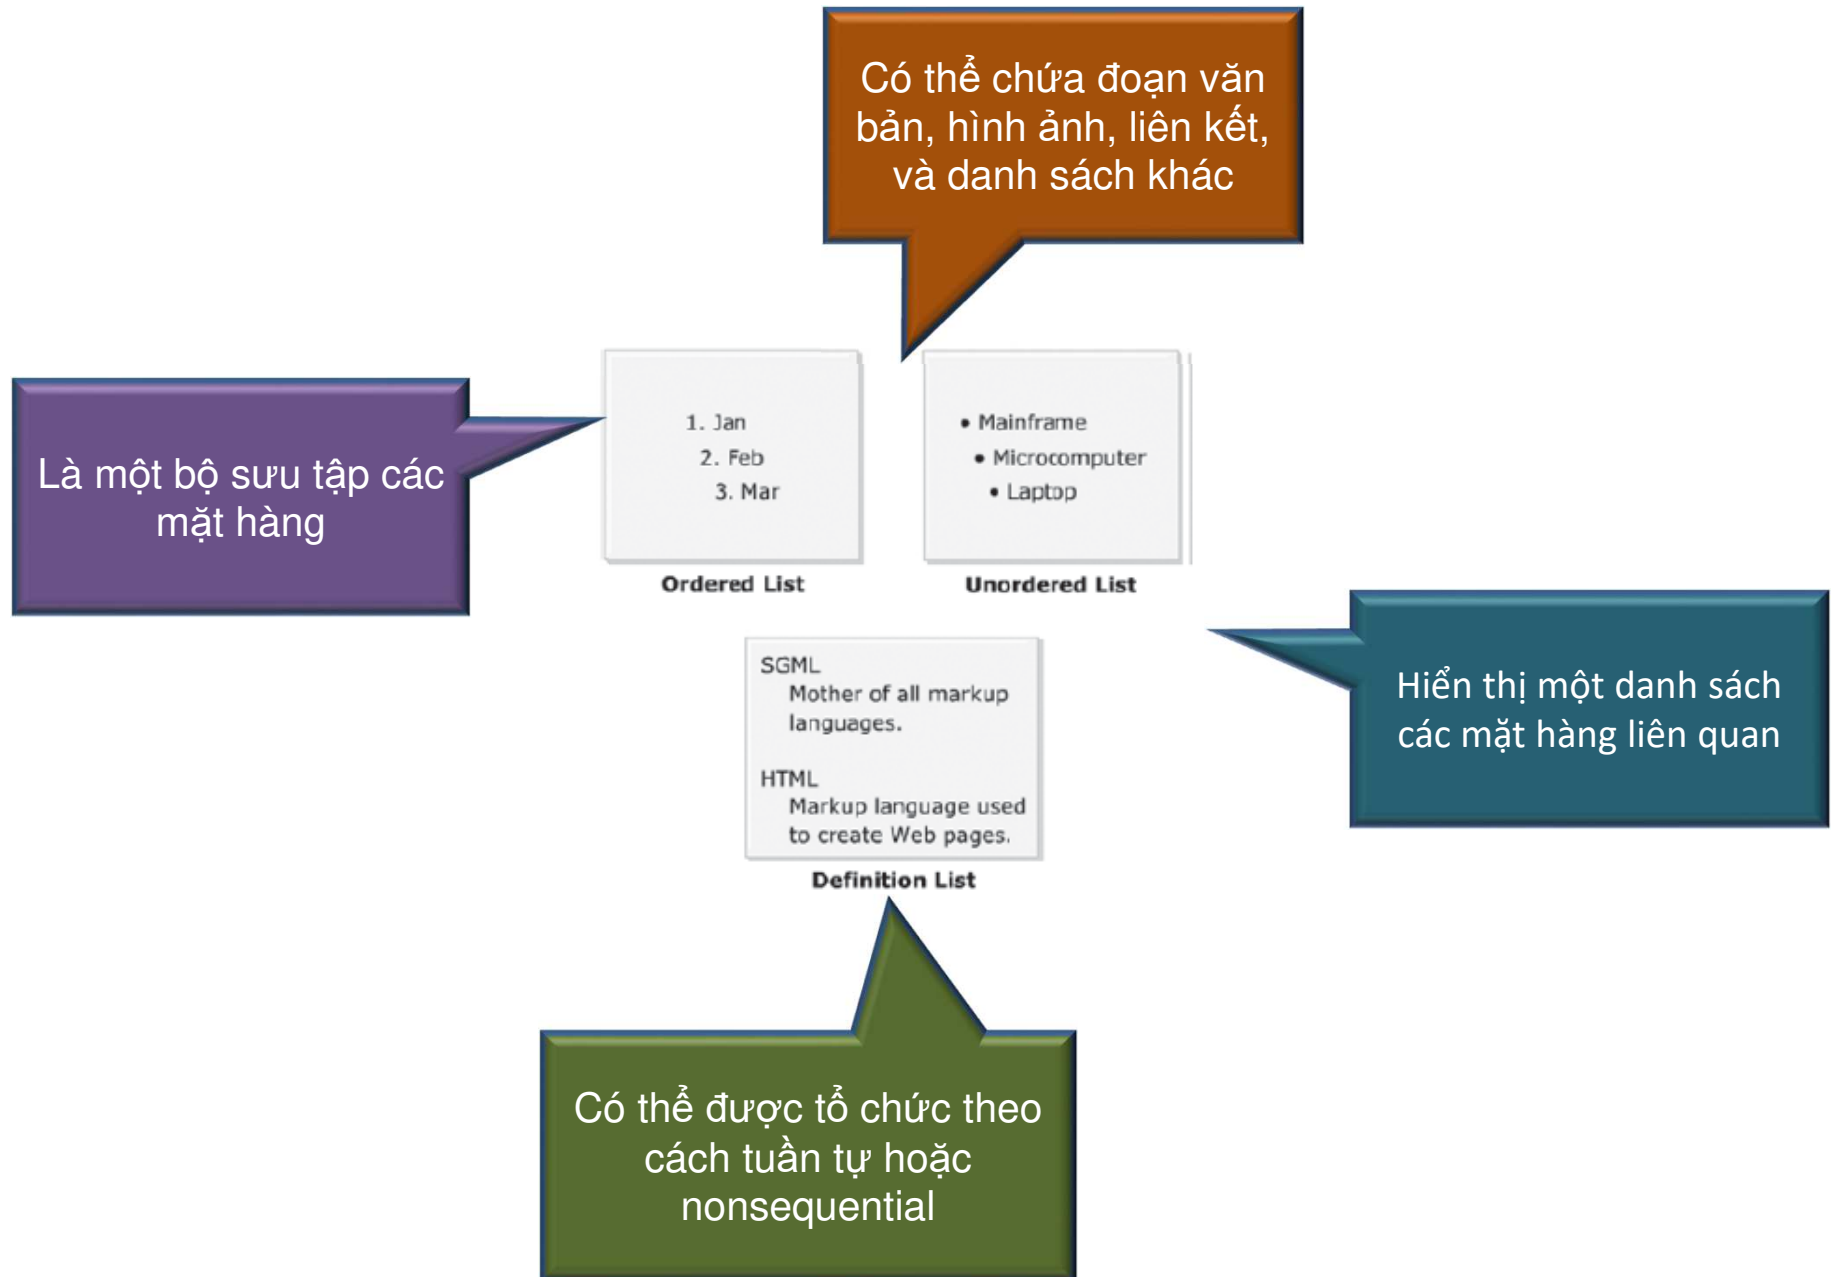 Có thể chứa đoạn văn
bản, hình ảnh, liên kết,
và danh sách khác
Là một bộ sưu tập các
mặt hàng
1. Jan
2. Feb
3. Mar
Ordered List
• Mainframe
• Microcomputer
• Laptop
Unordered List
Hiển thị một danh sách
các mặt hàng liên quan
SGML
Mother of all markup
languages.
HTML
Markup language used
to create Web pages.
Definition List
Có thể được tổ chức theo
cách tuần tự hoặc
nonsequential